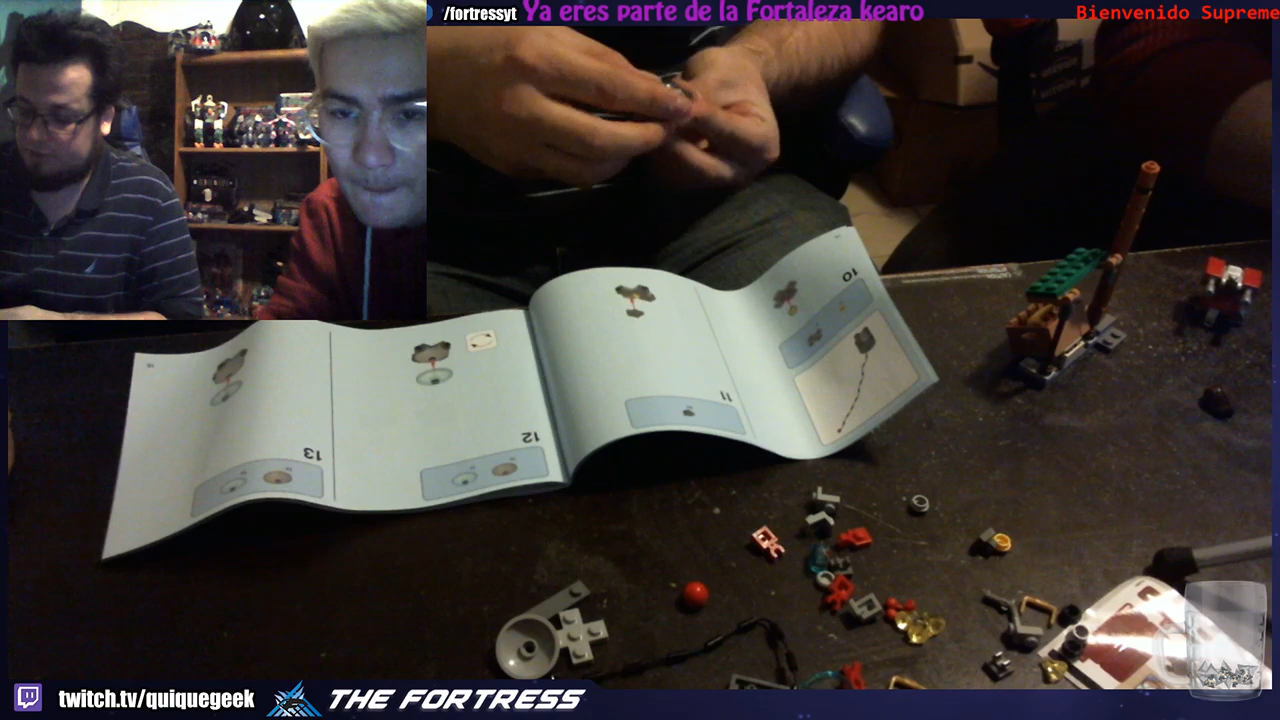 /fortressyt Ya eres parte de la Fortaleza kearo
Bienvenido Supreme
10
11
12
13
twitch.tv/quiquegeek THE FORTRESS